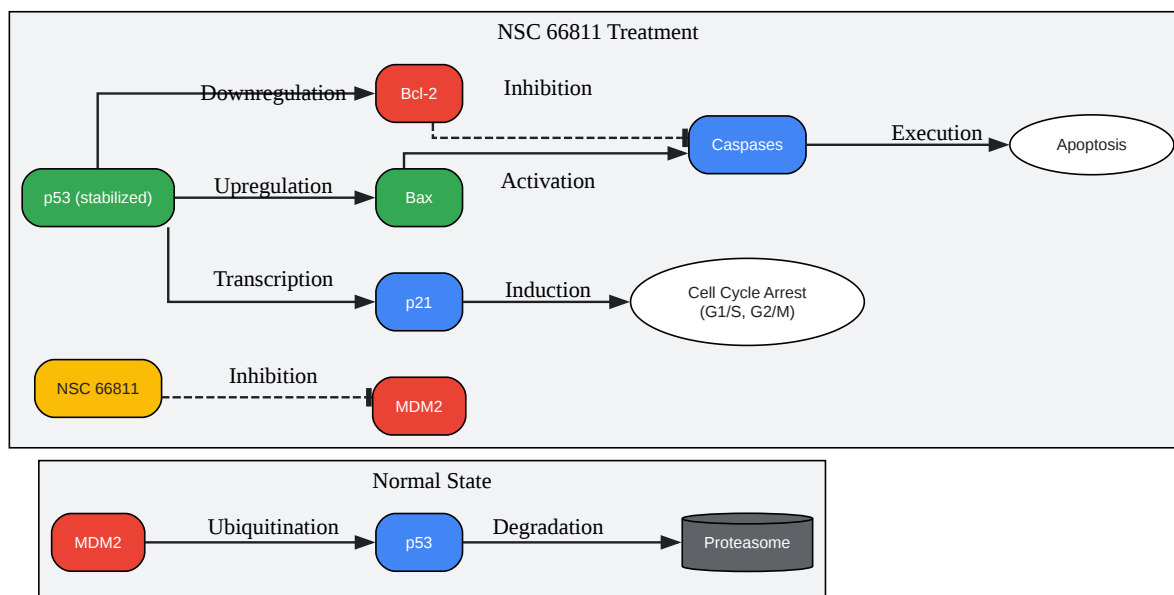 NSC 66811 Treatment
Downregulation
Bcl-2
Inhibition
Caspases
Execution
Apoptosis
p53 (stabilized)
Upregulation
Bax
Activation
Transcription
p21
Induction
Cell Cycle Arrest
(G1/S, G2/M)
NSC 66811
Inhibition
MDM2
Normal State
MDM2
Ubiquitination
p53
Degradation
Proteasome